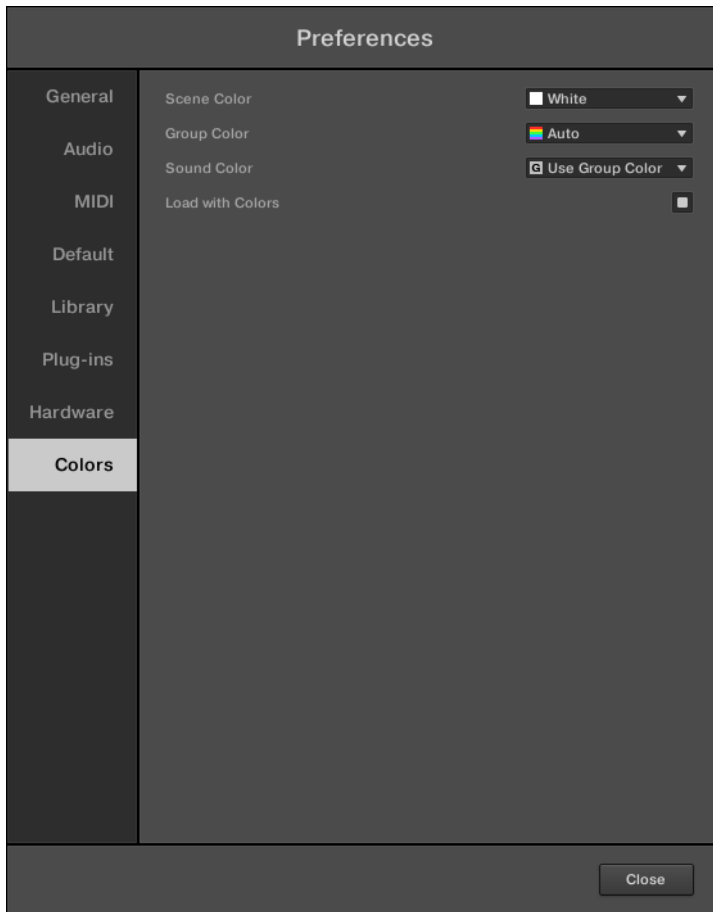 Preferences
General
Audio
MIDI
Default
Library
Plug-ins
Hardware
Colors
Scene Color White
Group Color Auto
Sound Color G Use Group Color
Load with Colors
Close